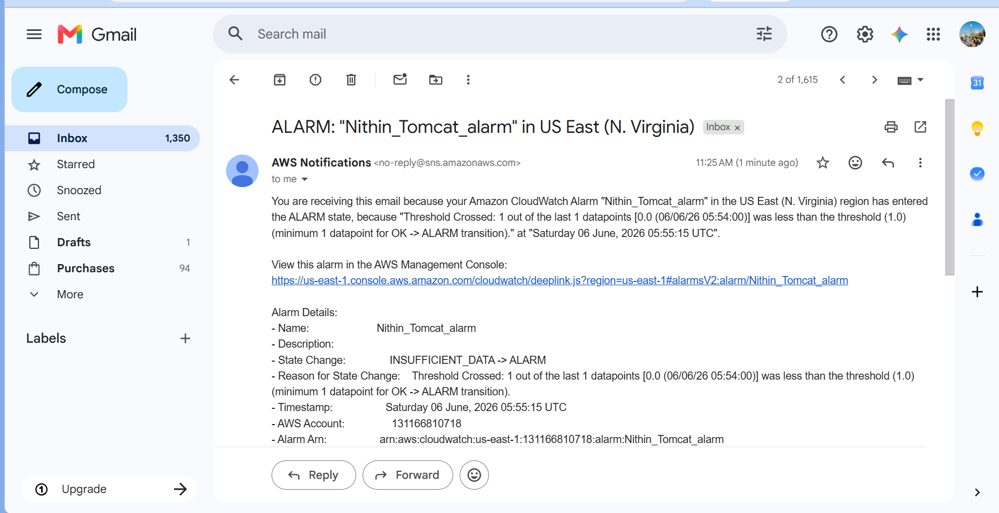 Gmail
Search mail
Compose
2 of 1,615
31
Inbox 1,350
Starred
Snoozed
Sent
Drafts 1
Purchases 94
More
Labels
Upgrade
ALARM: "Nithin_Tomcat_alarm" in US East (N. Virginia) Inbox ×
AWS Notifications <no-reply@sns.amazonaws.com> 11:25 AM (1 minute ago)
to me
You are receiving this email because your Amazon CloudWatch Alarm "Nithin_Tomcat_alarm" in the US East (N. Virginia) region has entered
the ALARM state, because "Threshold Crossed: 1 out of the last 1 datapoints [0.0 (06/06/26 05:54:00)] was less than the threshold (1.0)
(minimum 1 datapoint for OK -> ALARM transition)." at "Saturday 06 June, 2026 05:55:15 UTC".
View this alarm in the AWS Management Console:
https://us-east-1.console.aws.amazon.com/cloudwatch/deeplink.js?region=us-east-1#alarmsV2:alarm/Nithin_Tomcat_alarm
Alarm Details:
- Name: Nithin_Tomcat_alarm
- Description:
- State Change: INSUFFICIENT_DATA -> ALARM
- Reason for State Change: Threshold Crossed: 1 out of the last 1 datapoints [0.0 (06/06/26 05:54:00)] was less than the threshold (1.0)
(minimum 1 datapoint for OK -> ALARM transition).
- Timestamp: Saturday 06 June, 2026 05:55:15 UTC
- AWS Account: 131166810718
- Alarm Arn: arn:aws:cloudwatch:us-east-1:131166810718:alarm:Nithin_Tomcat_alarm
Reply
Forward